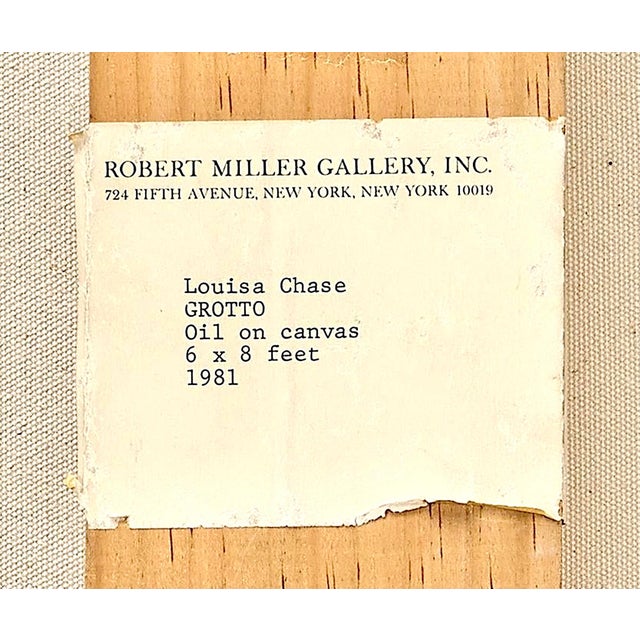 ROBERT MILLER GALLERY, INC.
724 FIFTH AVENUE, NEW YORK, NEW YORK 10019
Louisa Chase
GROTTO
Oil on canvas
6 x 8 feet
1981